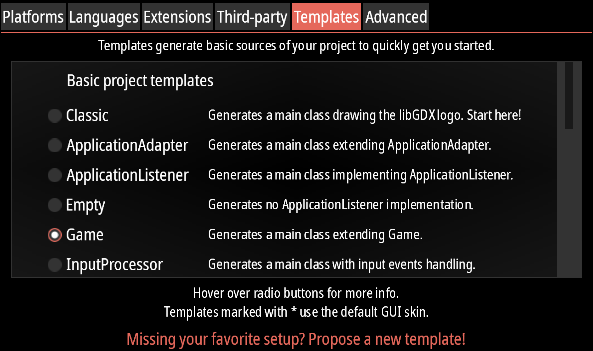 Platforms Languages Extensions Third-party Templates Advanced
Templates generate basic sources of your project to quickly get you started.
Basic project templates
Classic Generates a main class drawing the libGDX logo. Start here!
ApplicationAdapter Generates a main class extending ApplicationAdapter.
ApplicationListener Generates a main class implementing ApplicationListener.
Empty Generates no ApplicationListener implementation.
Game Generates a main class extending Game.
InputProcessor Generates a main class with input events handling.
Hover over radio buttons for more info.
Templates marked with * use the default GUI skin.
Missing your favorite setup? Propose a new template!